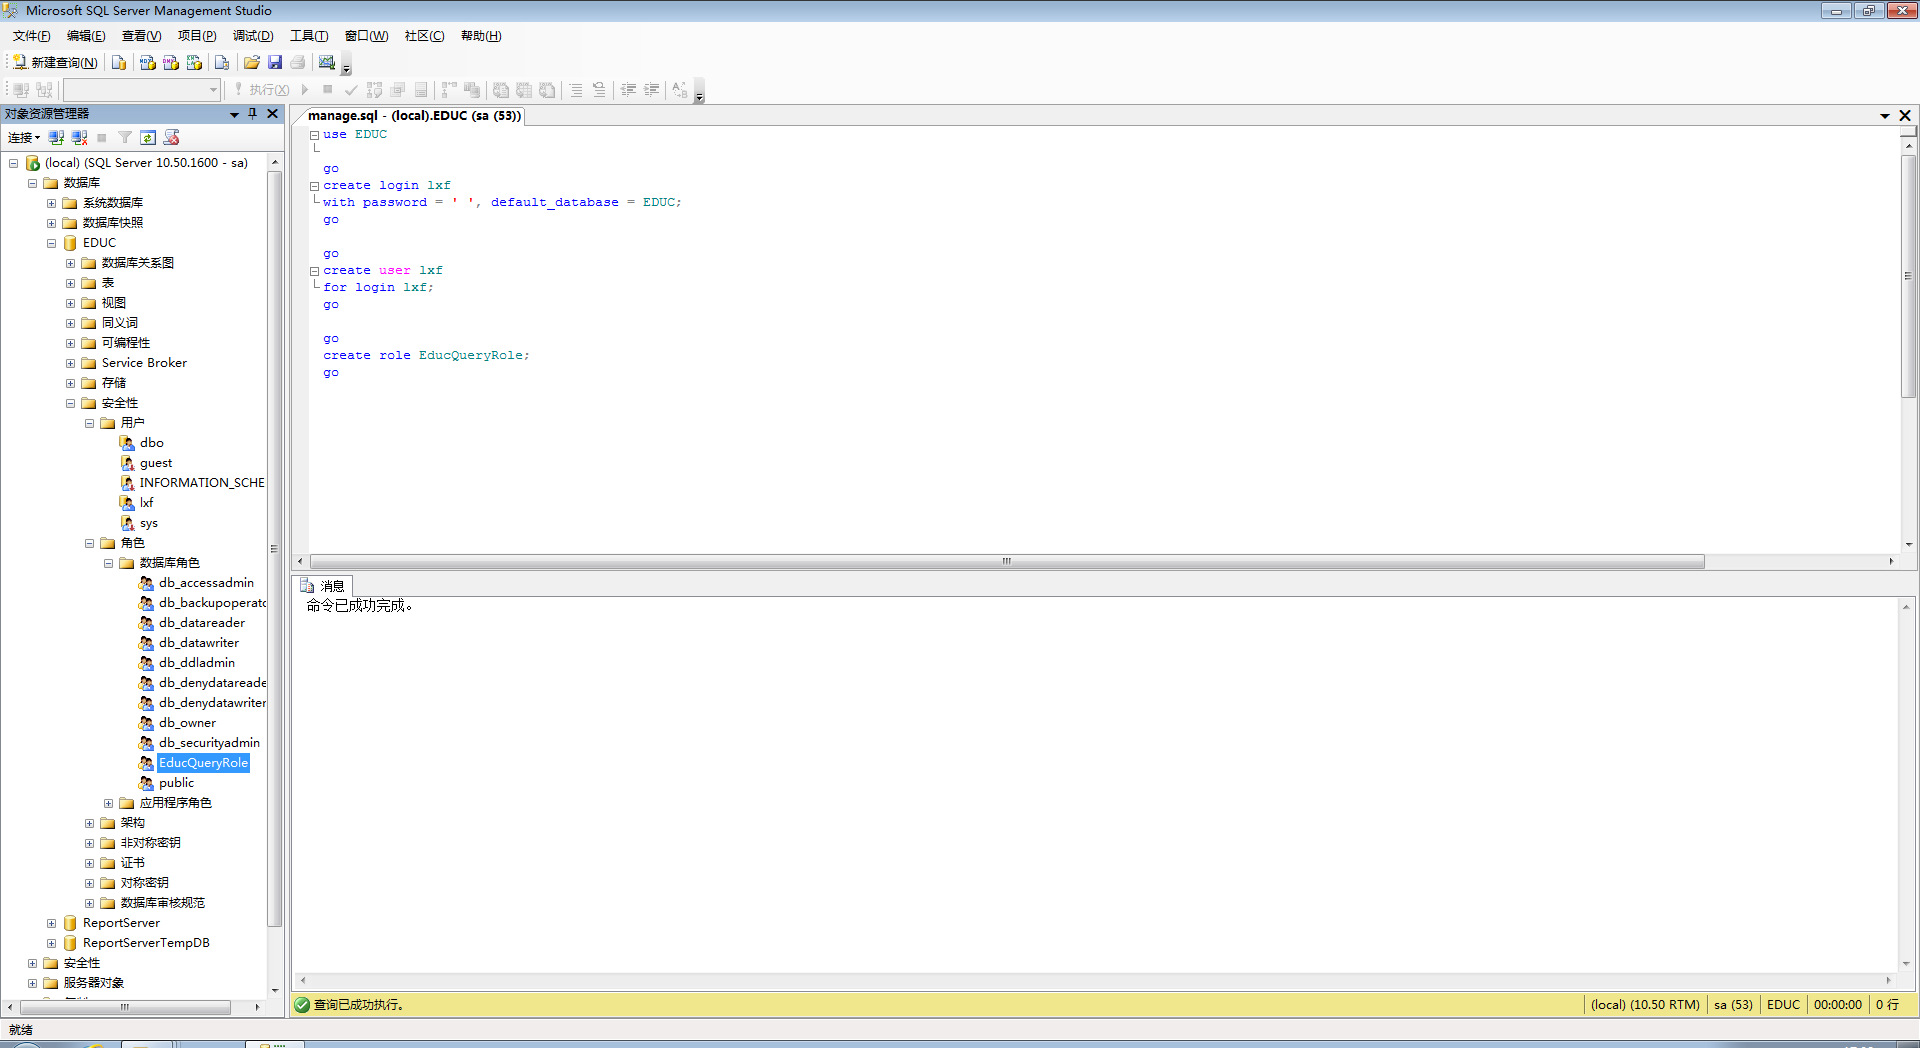 Microsoft SQL Server Management Studio
文件(F) 编辑(E) 查看(V) 项目(P) 调试(D) 工具(T) 窗口(W) 社区(C) 帮助(H)
新建查询(N)
执行(X)
对象资源管理器
连接
(local) (SQL Server 10.50.1600 - sa)
数据库
系统数据库
数据库快照
EDUC
数据库关系图
表
视图
同义词
可编程性
Service Broker
存储
安全性
用户
dbo
guest
INFORMATION_SCHE
lxf
sys
角色
数据库角色
db_accessadmin
db_backupoperato
db_datareader
db_datawriter
db_ddladmin
db_denydatareade
db_denydatawriter
db_owner
db_securityadmin
EducQueryRole
public
应用程序角色
架构
非对称密钥
证书
对称密钥
数据库审核规范
ReportServer
ReportServerTempDB
安全性
服务器对象
manage.sql - (local).EDUC (sa (53))
use EDUC
go
create login lxf
with password = ' ', default_database = EDUC;
go
go
create user lxf
for login lxf;
go
go
create role EducQueryRole;
go
消息
命令已成功完成。
查询已成功执行。 (local) (10.50 RTM) sa (53) EDUC 00:00:00 0 行
就绪